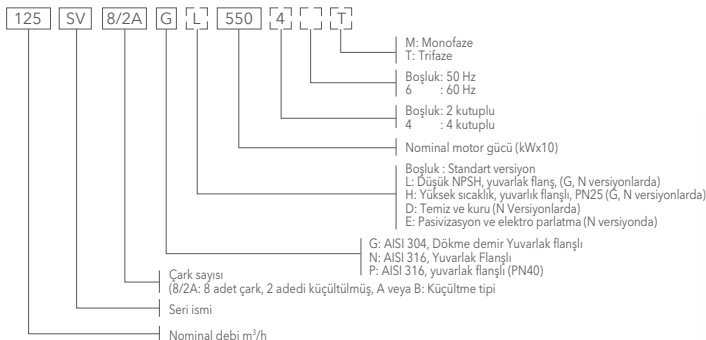 125 SV 8/2A G L 550 4 T
M: Monofaze
T: Trifaze
Boşluk: 50 Hz
6 : 60 Hz
Boşluk: 2 kutuplu
4 : 4 kutuplu
Nominal motor gücü (kWx10)
Boşluk : Standart versiyon
L: Düşük NPSH, yuvarlak flanş, (G, N versiyonlarda)
H: Yüksek sıcaklık, yuvarlık flanşlı, PN25 (G, N versiyonlarda)
D: Temiz ve kuru (N Versiyonlarda)
E: Pasivizasyon ve elektro parlatma (N versiyonda)
G: AISI 304, Dökme demir Yuvarlak flanşlı
N: AISI 316, Yuvarlak Flanşlı
P: AISI 316, yuvarlak flanşlı (PN40)
Çark sayısı
(8/2A: 8 adet çark, 2 adedi küçültülmüş, A veya B: Küçültme tipi
Seri ismi
Nominal debi m³/h